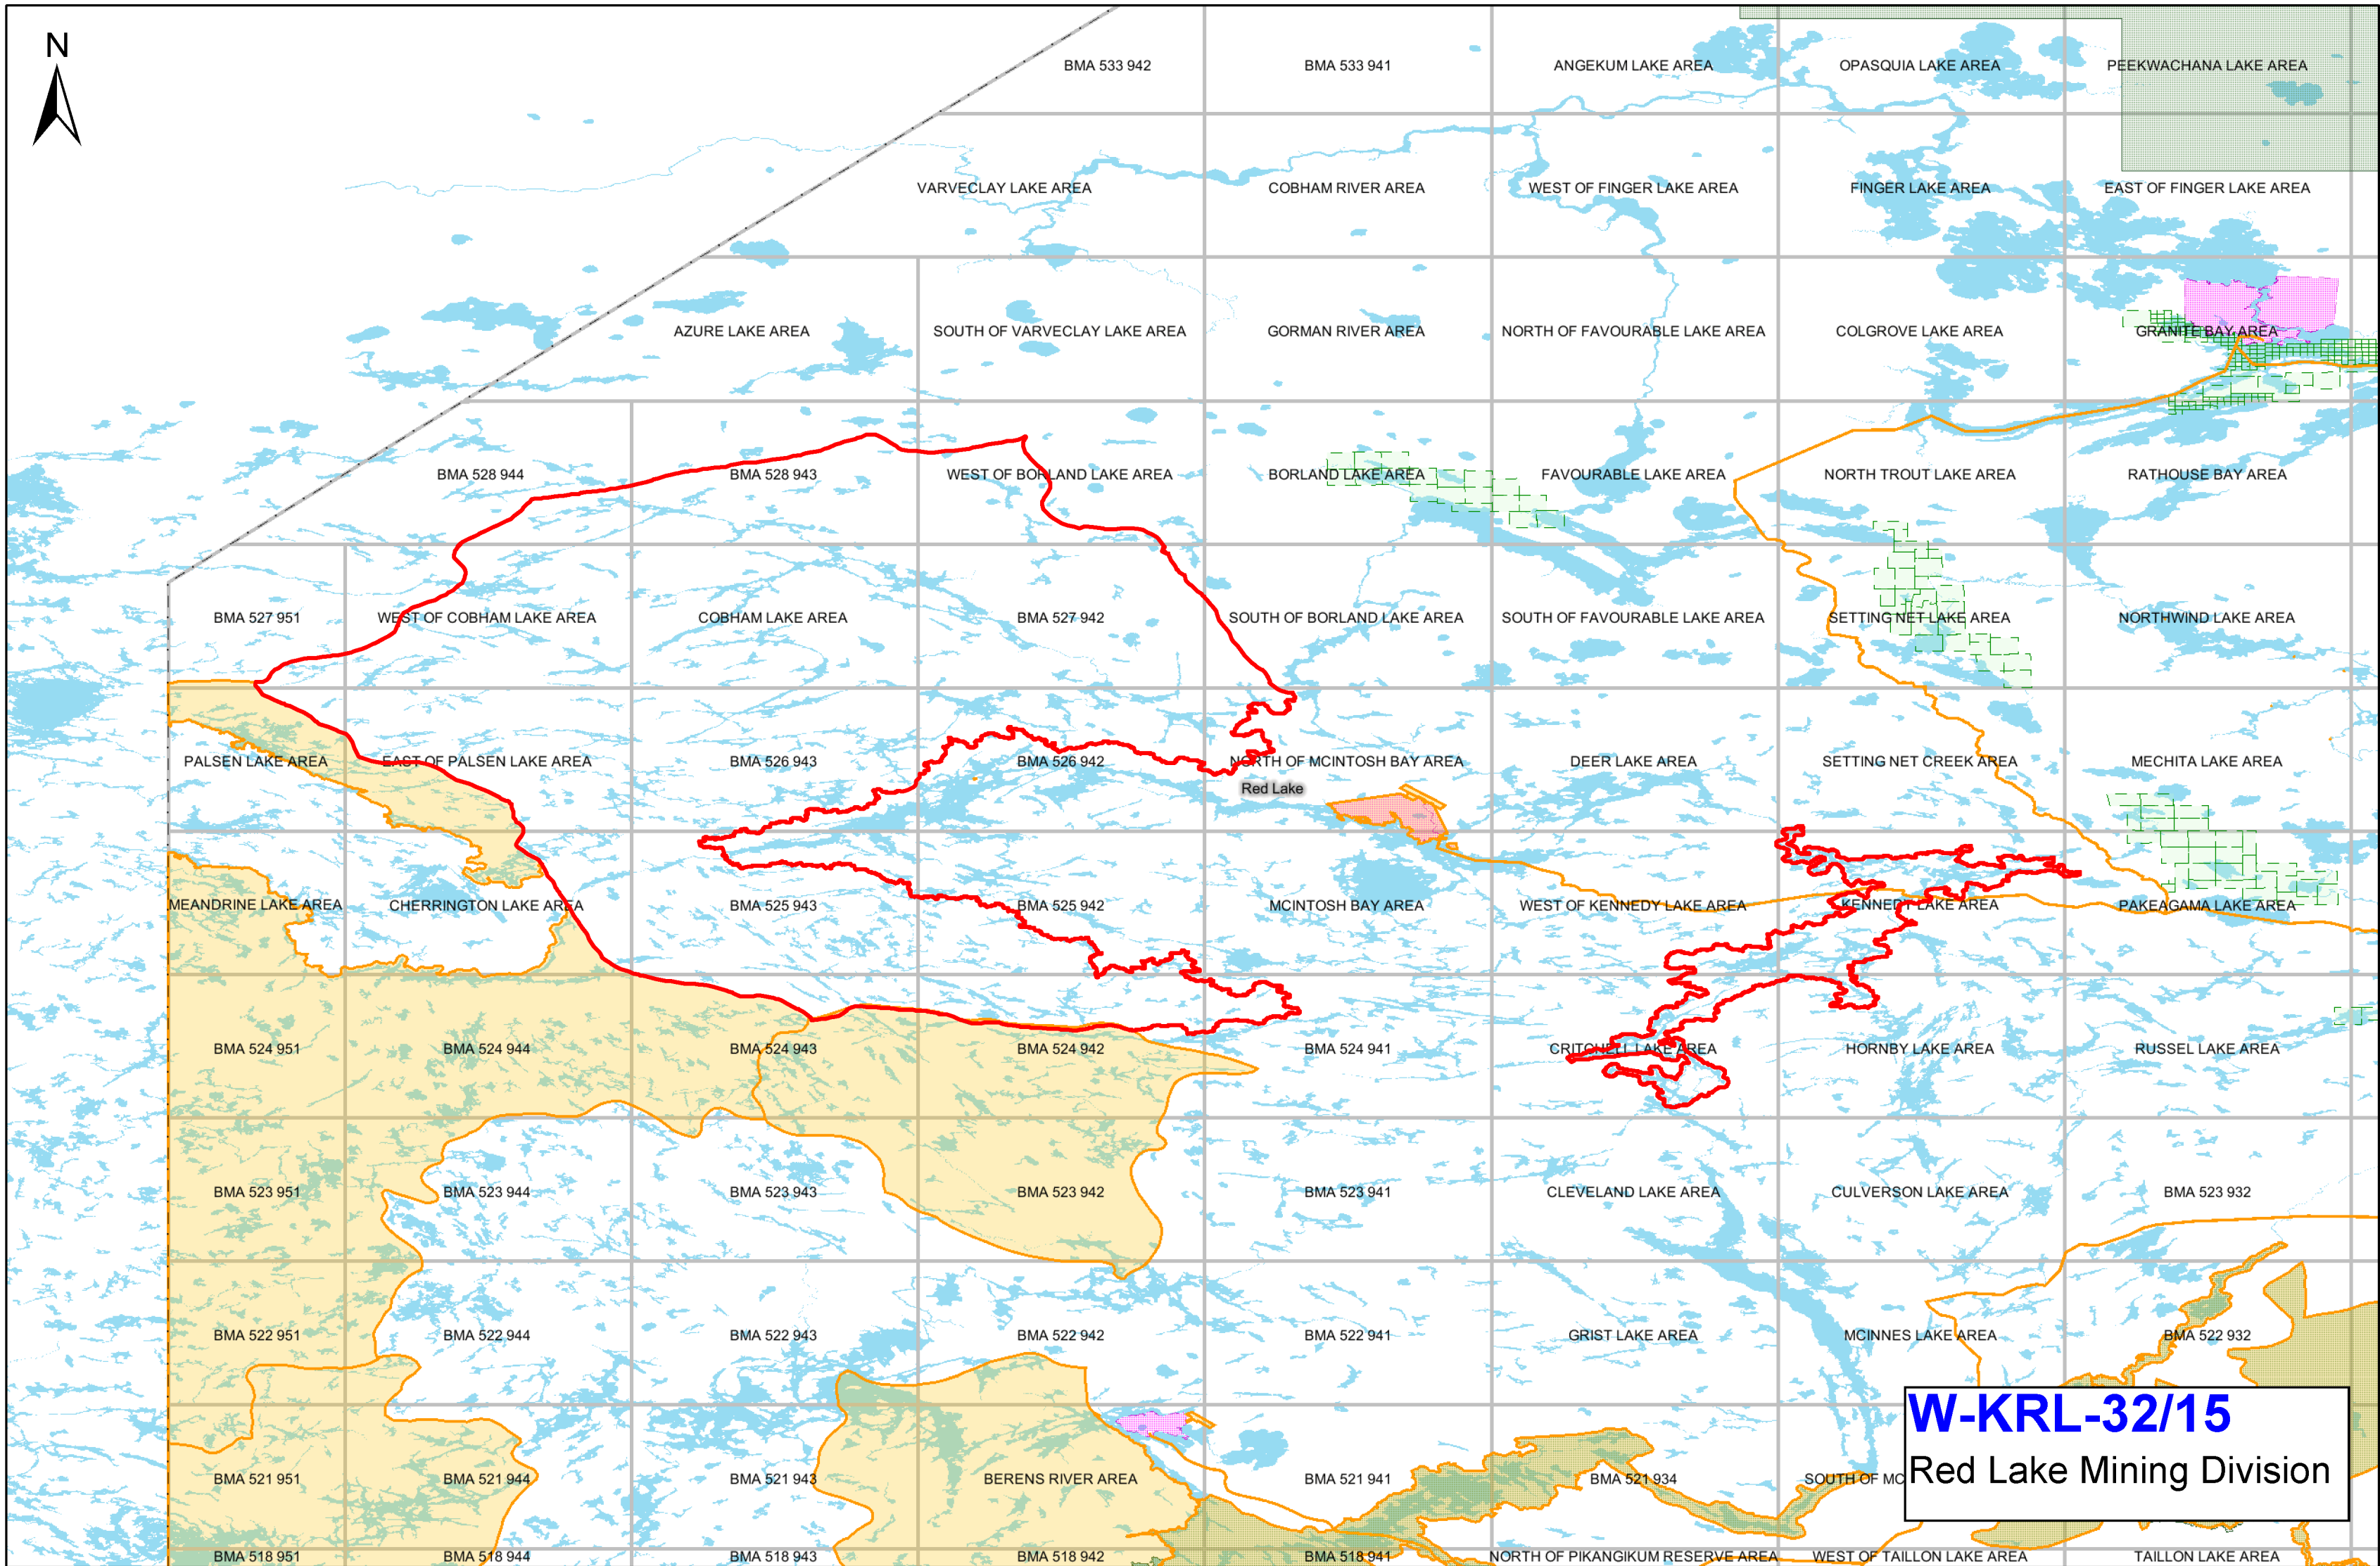 N
BMA 533 942
BMA 533 941
ANGEKUM LAKE AREA
OPASQUIA LAKE AREA
PEEKWACHANA LAKE AREA
VARVECLAY LAKE AREA
COBHAM RIVER AREA
WEST OF FINGER LAKE AREA
FINGER LAKE AREA
EAST OF FINGER LAKE AREA
AZURE LAKE AREA
SOUTH OF VARVECLAY LAKE AREA
GORMAN RIVER AREA
NORTH OF FAVOURABLE LAKE AREA
COLGROVE LAKE AREA
GRANITE BAY AREA
BMA 528 944
BMA 528 943
WEST OF BORLAND LAKE AREA
BORLAND LAKE AREA
FAVOURABLE LAKE AREA
NORTH TROUT LAKE AREA
RATHOUSE BAY AREA
BMA 527 951
WEST OF COBHAM LAKE AREA
COBHAM LAKE AREA
BMA 527 942
SOUTH OF BORLAND LAKE AREA
SOUTH OF FAVOURABLE LAKE AREA
SETTING NET LAKE AREA
NORTHWIND LAKE AREA
PALSEN LAKE AREA
EAST OF PALSEN LAKE AREA
BMA 526 943
BMA 526 942
NORTH OF MCINTOSH BAY AREA
DEER LAKE AREA
SETTING NET CREEK AREA
MECHITA LAKE AREA
Red Lake
MEANDRINE LAKE AREA
CHERRINGTON LAKE AREA
BMA 525 943
BMA 525 942
MCINTOSH BAY AREA
WEST OF KENNEDY LAKE AREA
KENNEDY LAKE AREA
PAKEAGAMA LAKE AREA
BMA 524 951
BMA 524 944
BMA 524 943
BMA 524 942
BMA 524 941
CRITCHELL LAKE AREA
HORNBY LAKE AREA
RUSSEL LAKE AREA
BMA 523 951
BMA 523 944
BMA 523 943
BMA 523 942
BMA 523 941
CLEVELAND LAKE AREA
CULVERSON LAKE AREA
BMA 523 932
BMA 522 951
BMA 522 944
BMA 522 943
BMA 522 942
BMA 522 941
GRIST LAKE AREA
MCINNES LAKE AREA
BMA 522 932
W-KRL-32/15
Red Lake Mining Division
BMA 521 951
BMA 521 944
BMA 521 943
BERENS RIVER AREA
BMA 521 941
BMA 521 934
SOUTH OF MC
BMA 518 951
BMA 518 944
BMA 518 943
BMA 518 942
BMA 518 941
NORTH OF PIKANGIKUM RESERVE AREA
WEST OF TAILLON LAKE AREA
TAILLON LAKE AREA